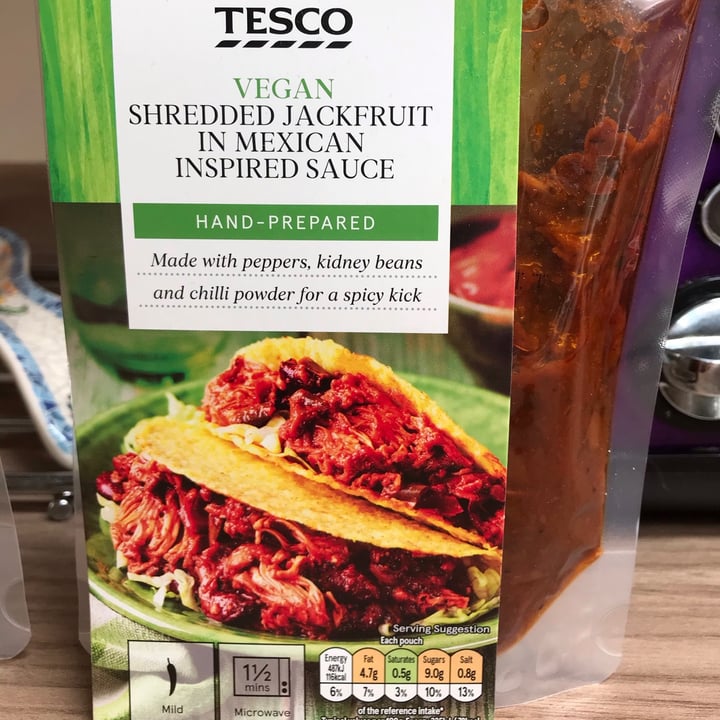 TESCO
VEGAN
SHREDDED JACKFRUIT
IN MEXICAN
INSPIRED SAUCE
HAND-PREPARED
Made with peppers, kidney beans
and chilli powder for a spicy kick
Serving Suggestion
Each pouch
Energy Fat Saturates Sugars Salt
487kJ 4.7g 0.5g 9.0g 0.8g
116kcal
6% 7% 3% 10% 13%
of the reference intake*
1½
mins
Mild
Microwave